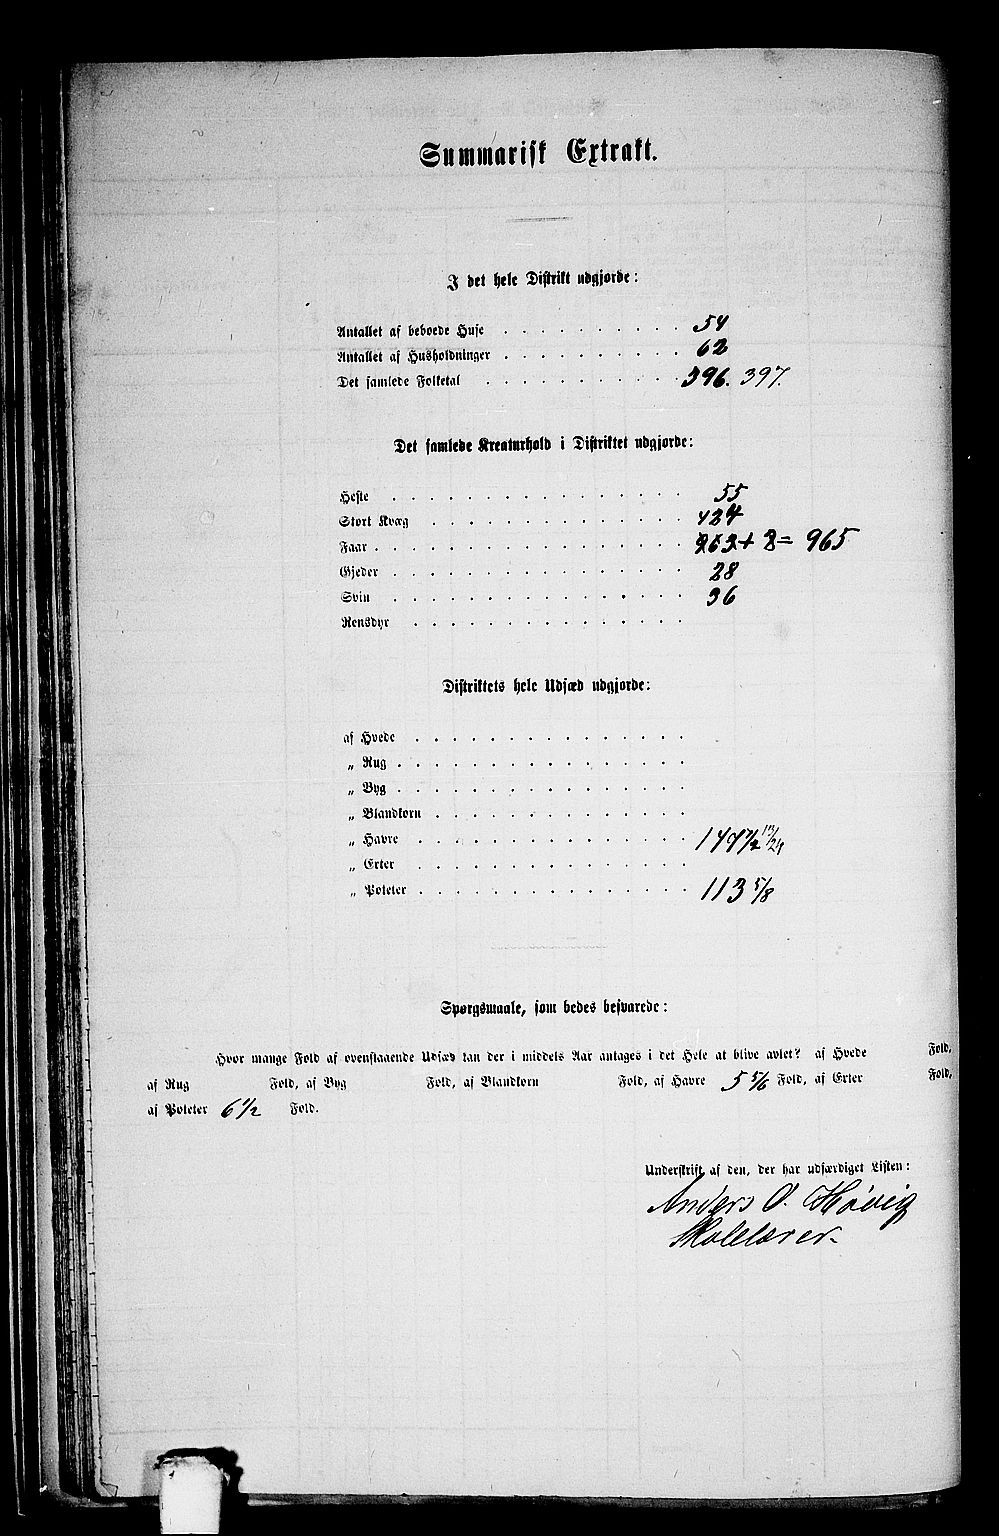 Summarisk Extrakt.
I det hele Distrikt udgjorde:
Antallet af beboede Huse . . . . . . . . . . 54
Antallet af Husholdninger . . . . . . . . . . 62
Det samlede Folketal . . . . . . . . . . . 396. 397.
Det samlede Kreaturhold i Distriktet udgjorde:
Heste . . . . . . . . . . . . . . . . 55
Stort Kvæg . . . . . . . . . . . . . . 424
Faar . . . . . . . . . . . . . . . . . 963 + 2 = 965
Gjeder . . . . . . . . . . . . . . . . 28
Svin . . . . . . . . . . . . . . . . 36
Rensdyr . . . . . . . . . . . . . . .
Distriktets hele Udsæd udgjorde:
af Hvede . . . . . . . . . . . . . . .
„ Rug . . . . . . . . . . . . . . . .
„ Byg . . . . . . . . . . . . . . . .
„ Blandkorn . . . . . . . . . . . . . .
„ Havre . . . . . . . . . . . . . . . 13/24
„ Erter . . . . . . . . . . . . . . .
„ Poteter . . . . . . . . . . . . . . . 113 5/8
Spørgsmaale, som bedes besvarede:
Hvor mange Fold af ovenstaaende Udsæd kan der i middels Aar antages i det Hele at blive avlet? af Hvede Fold,
af Rug Fold, af Byg Fold, af Blandkorn Fold, af Havre 5 5/6 Fold, af Erter Fold,
af Poteter 6 1/2 Fold.
Underskrift af den, der har udfærdiget Listen:
Anders O. Høvig
Skolelærer.